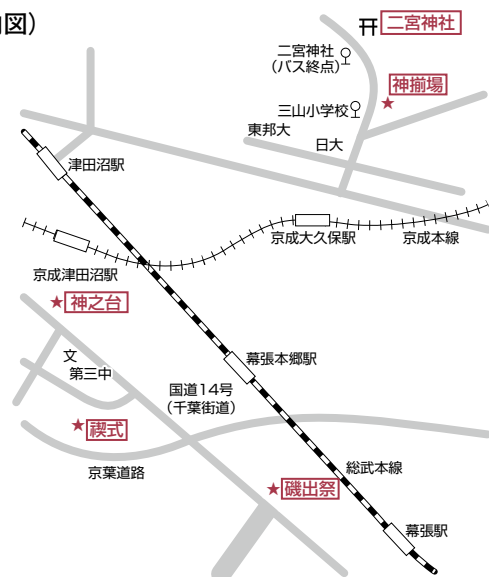 内図）
二宮神社
二宮神社
（バス終点）
神揃場
三山小学校
東邦大
日大
津田沼駅
京成大久保駅
京成本線
京成津田沼駅
神之台
文
第三中
幕張本郷駅
国道14号
（千葉街道）
禊式
京葉道路
総武本線
磯出祭
幕張駅